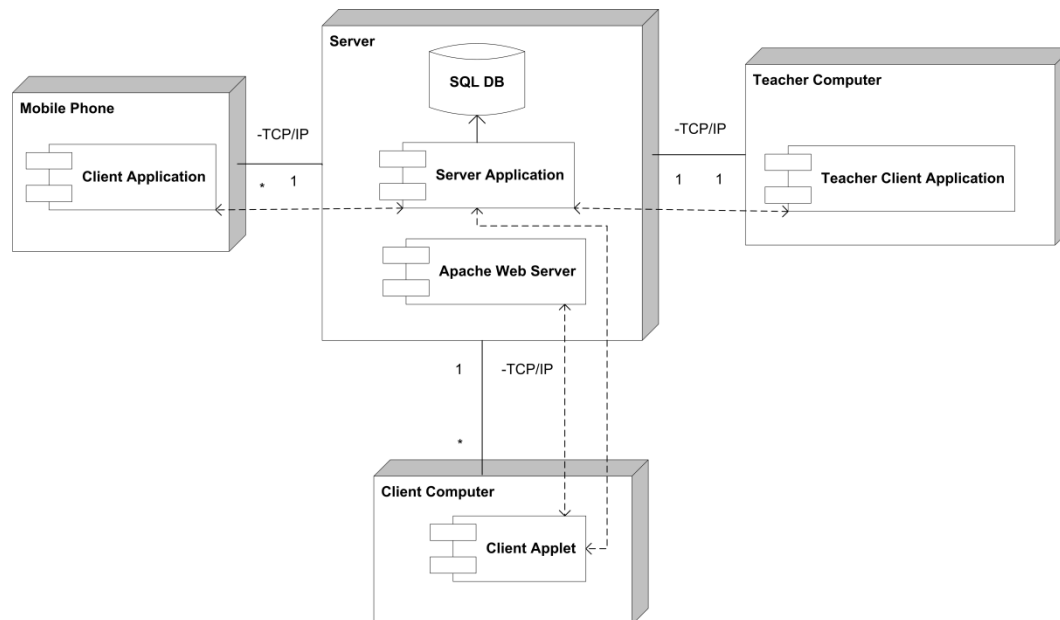 Server
SQL DB
Teacher Computer
Mobile Phone
-TCP/IP
-TCP/IP
Client Application
Server Application
Teacher Client Application
* 1
1 1
Apache Web Server
1 -TCP/IP
*
Client Computer
Client Applet